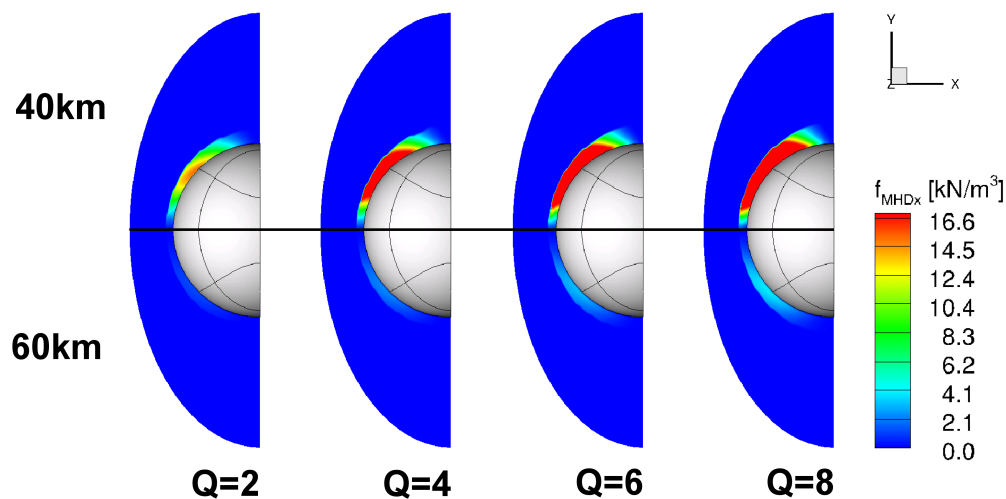 40km
Y
Z X
f_MHDx [kN/m^3]
16.6
14.5
12.4
10.4
8.3
6.2
4.1
2.1
0.0
60km
Q=2 Q=4 Q=6 Q=8